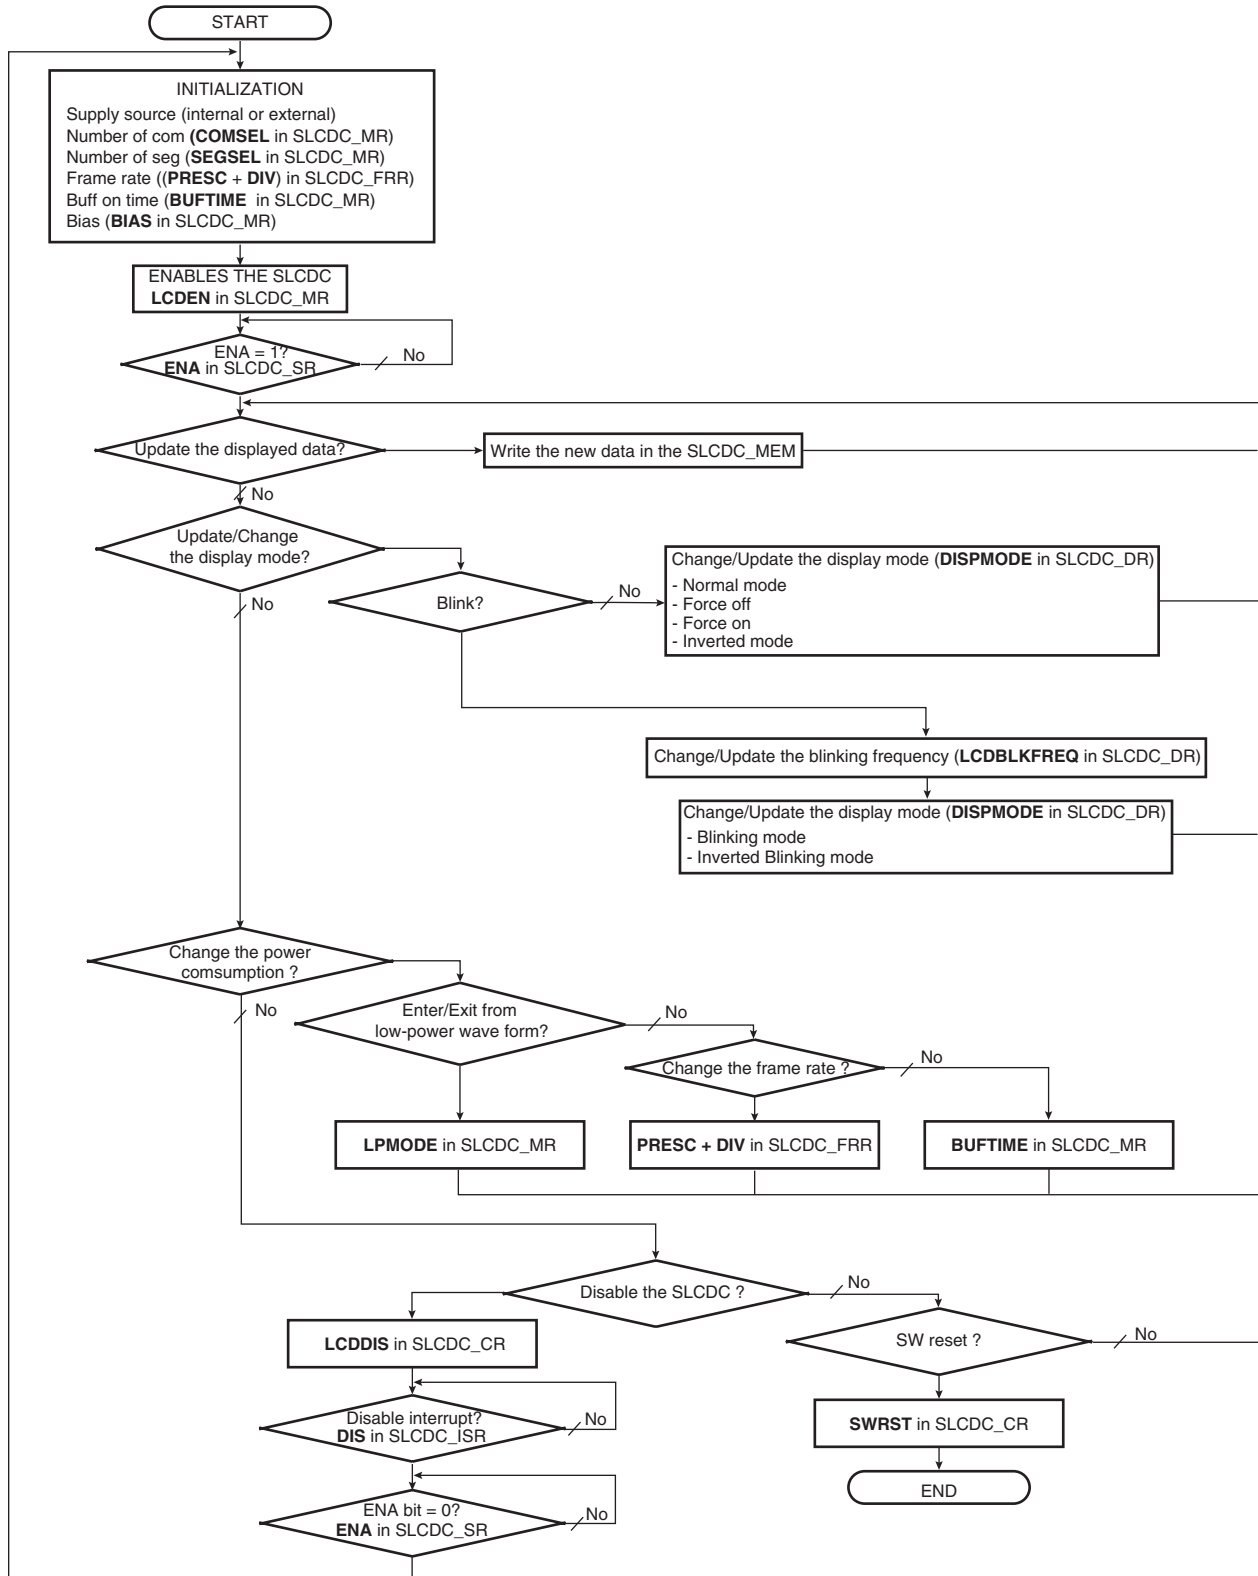 START
INITIALIZATION
Supply source (internal or external)
Number of com (COMSEL in SLCDC_MR)
Number of seg (SEGSEL in SLCDC_MR)
Frame rate ((PRESC + DIV) in SLCDC_FRR)
Buff on time (BUFTIME in SLCDC_MR)
Bias (BIAS in SLCDC_MR)
ENABLES THE SLCDC
LCDEN in SLCDC_MR
ENA = 1?
ENA in SLCDC_SR
No
Update the displayed data?
Write the new data in the SLCDC_MEM
No
Update/Change
the display mode?
No
Blink?
No
Change/Update the display mode (DISPMODE in SLCDC_DR)
- Normal mode
- Force off
- Force on
- Inverted mode
Change/Update the blinking frequency (LCDBLKFREQ in SLCDC_DR)
Change/Update the display mode (DISPMODE in SLCDC_DR)
- Blinking mode
- Inverted Blinking mode
Change the power
comsumption ?
No
Enter/Exit from
low-power wave form?
No
Change the frame rate ?
No
LPMODE in SLCDC_MR
PRESC + DIV in SLCDC_FRR
BUFTIME in SLCDC_MR
Disable the SLCDC ?
No
LCDDIS in SLCDC_CR
SW reset ?
No
Disable interrupt?
DIS in SLCDC_ISR
No
SWRST in SLCDC_CR
END
ENA bit = 0?
ENA in SLCDC_SR
No